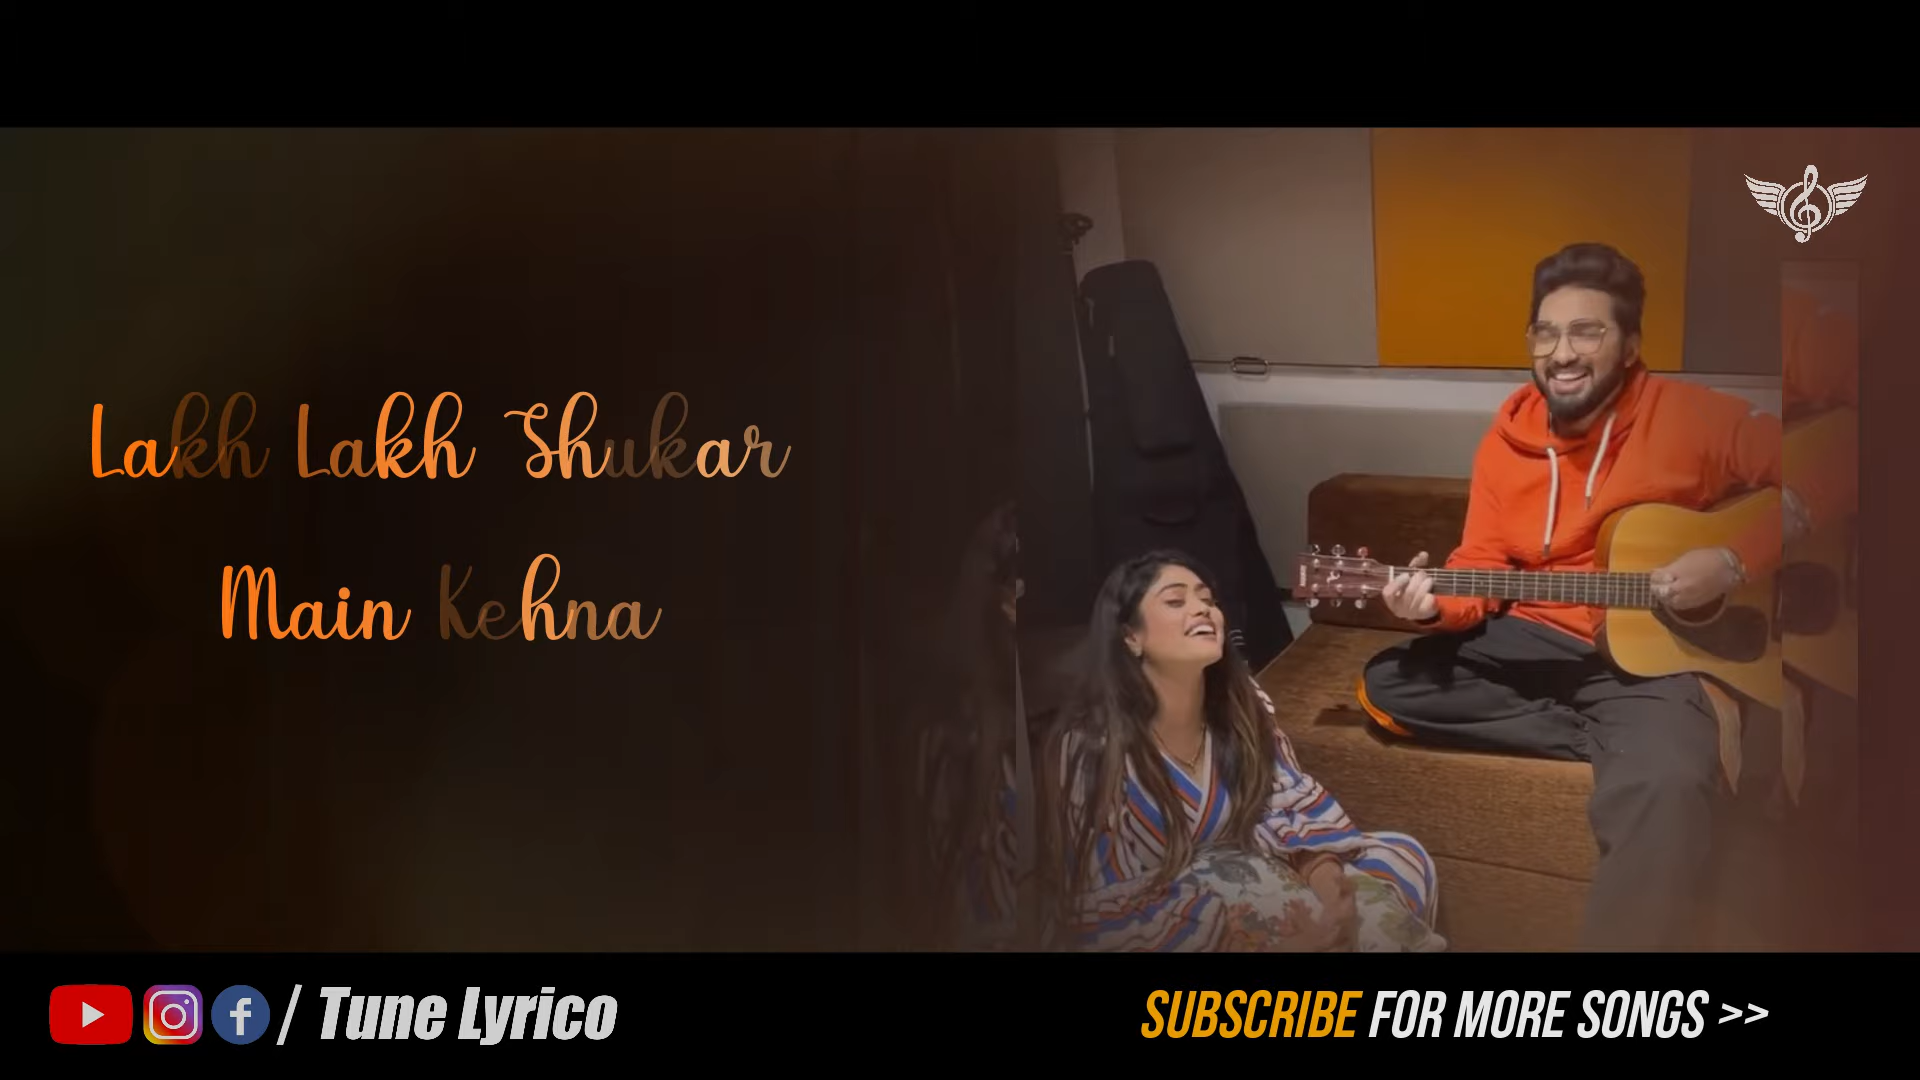 Lakh Lakh Shukar
Main Kehna
/ Tune Lyrico
SUBSCRIBE FOR MORE SONGS >>